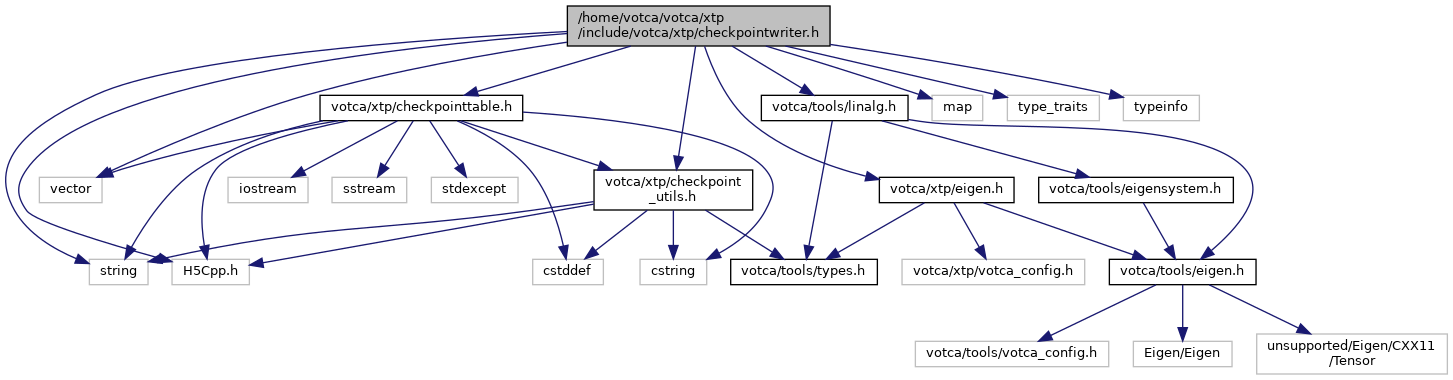 /home/votca/votca/xtp
/include/votca/xtp/checkpointwriter.h
votca/xtp/checkpointtable.h
votca/tools/linalg.h
map
type_traits
typeinfo
vector
iostream
sstream
stdexcept
votca/xtp/checkpoint
_utils.h
votca/xtp/eigen.h
votca/tools/eigensystem.h
string
H5Cpp.h
cstddef
cstring
votca/tools/types.h
votca/xtp/votca_config.h
votca/tools/eigen.h
votca/tools/votca_config.h
Eigen/Eigen
unsupported/Eigen/CXX11
/Tensor